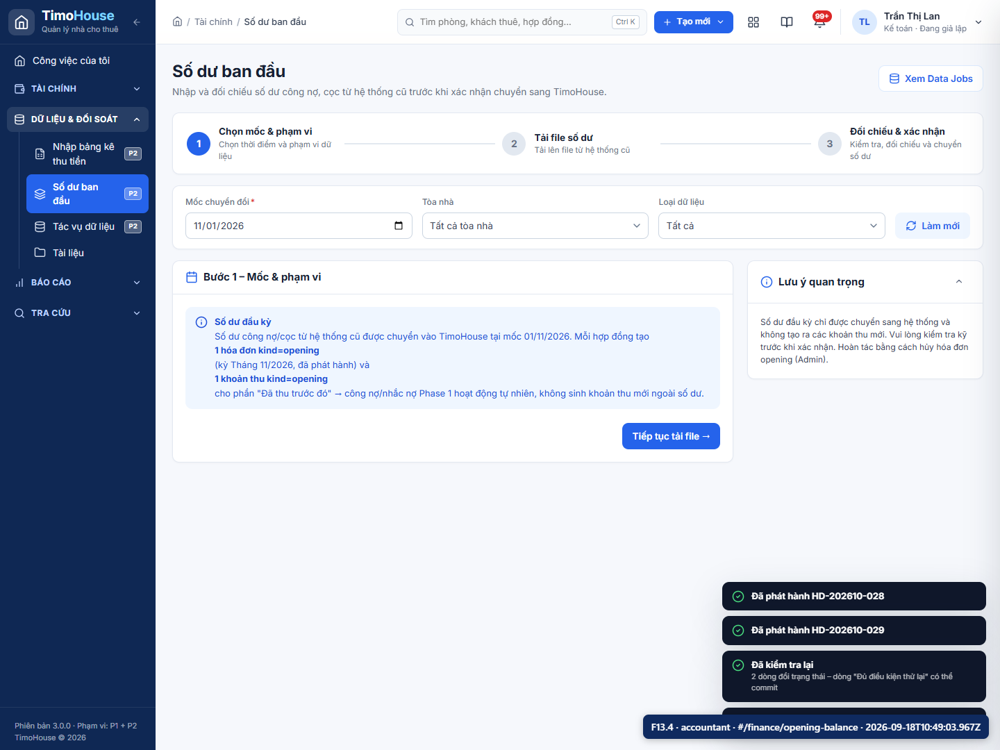 TimoHouse
Quản lý nhà cho thuê
Công việc của tôi
TÀI CHÍNH
DỮ LIỆU & ĐỐI SOÁT
Nhập bảng kê
thu tiền
P2
Số dư ban
đầu
P2
Tác vụ dữ liệu
P2
Tài liệu
BÁO CÁO
TRA CỨU
Phiên bản 3.0.0 · Phạm vi: P1 + P2
TimoHouse © 2026
/ Tài chính / Số dư ban đầu
Tìm phòng, khách thuê, hợp đồng...
Ctrl K
+ Tạo mới
99+
TL
Trần Thị Lan
Kế toán · Đang giả lập
Số dư ban đầu
Nhập và đối chiếu số dư công nợ, cọc từ hệ thống cũ trước khi xác nhận chuyển sang TimoHouse.
Xem Data Jobs
1
Chọn mốc & phạm vi
Chọn thời điểm và phạm vi dữ
liệu
2
Tải file số dư
Tải lên file từ hệ thống cũ
3
Đối chiếu & xác nhận
Kiểm tra, đối chiếu và chuyển
số dư
Mốc chuyển đổi *
11/01/2026
Tòa nhà
Tất cả tòa nhà
Loại dữ liệu
Tất cả
Làm mới
Bước 1 – Mốc & phạm vi
Số dư đầu kỳ
Số dư công nợ/cọc từ hệ thống cũ được chuyển vào TimoHouse tại mốc 01/11/2026. Mỗi hợp đồng tạo
1 hóa đơn kind=opening
(kỳ Tháng 11/2026, đã phát hành) và
1 khoản thu kind=opening
cho phần "Đã thu trước đó" → công nợ/nhắc nợ Phase 1 hoạt động tự nhiên, không sinh khoản thu mới ngoài số dư.
Tiếp tục tải file →
Lưu ý quan trọng
Số dư đầu kỳ chỉ được chuyển sang hệ thống và
không tạo ra các khoản thu mới. Vui lòng kiểm tra kỹ
trước khi xác nhận. Hoàn tác bằng cách hủy hóa đơn
opening (Admin).
Đã phát hành HD-202610-028
Đã phát hành HD-202610-029
Đã kiểm tra lại
2 dòng đổi trạng thái – dòng "Đủ điều kiện thử lại" có thể
commit
F13.4 · accountant · #/finance/opening-balance · 2026-09-18T10:49:03.967Z